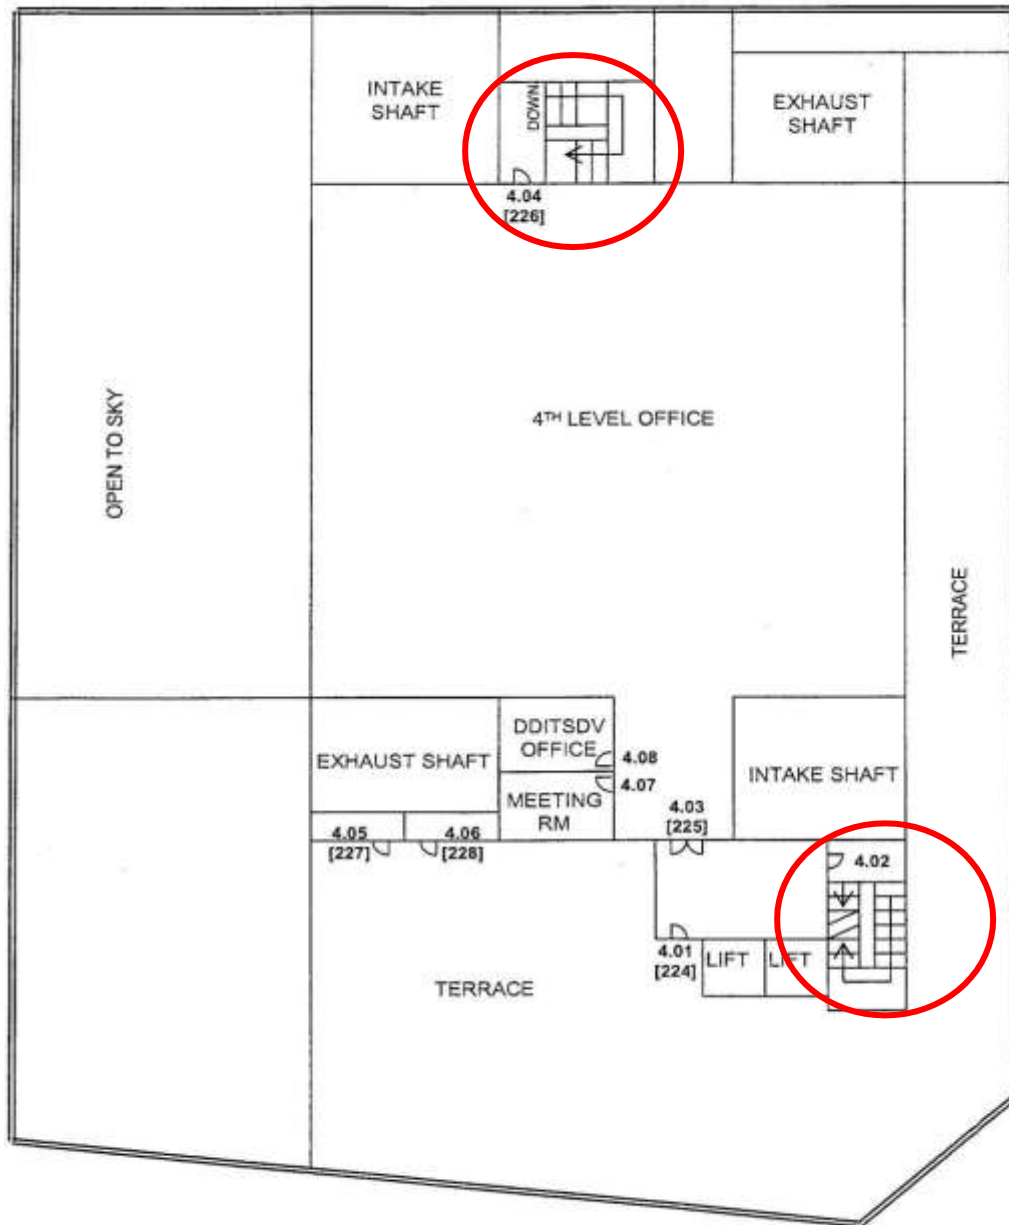 INTAKE
SHAFT
DOWN
EXHAUST
SHAFT
4.04
[226]
OPEN TO SKY
4TH LEVEL OFFICE
TERRACE
EXHAUST SHAFT
DDITSDV
OFFICE
4.08
4.07
MEETING
RM
INTAKE SHAFT
4.03
[225]
4.05
[227]
4.06
[228]
4.02
4.01
[224]
LIFT
LIFT
TERRACE